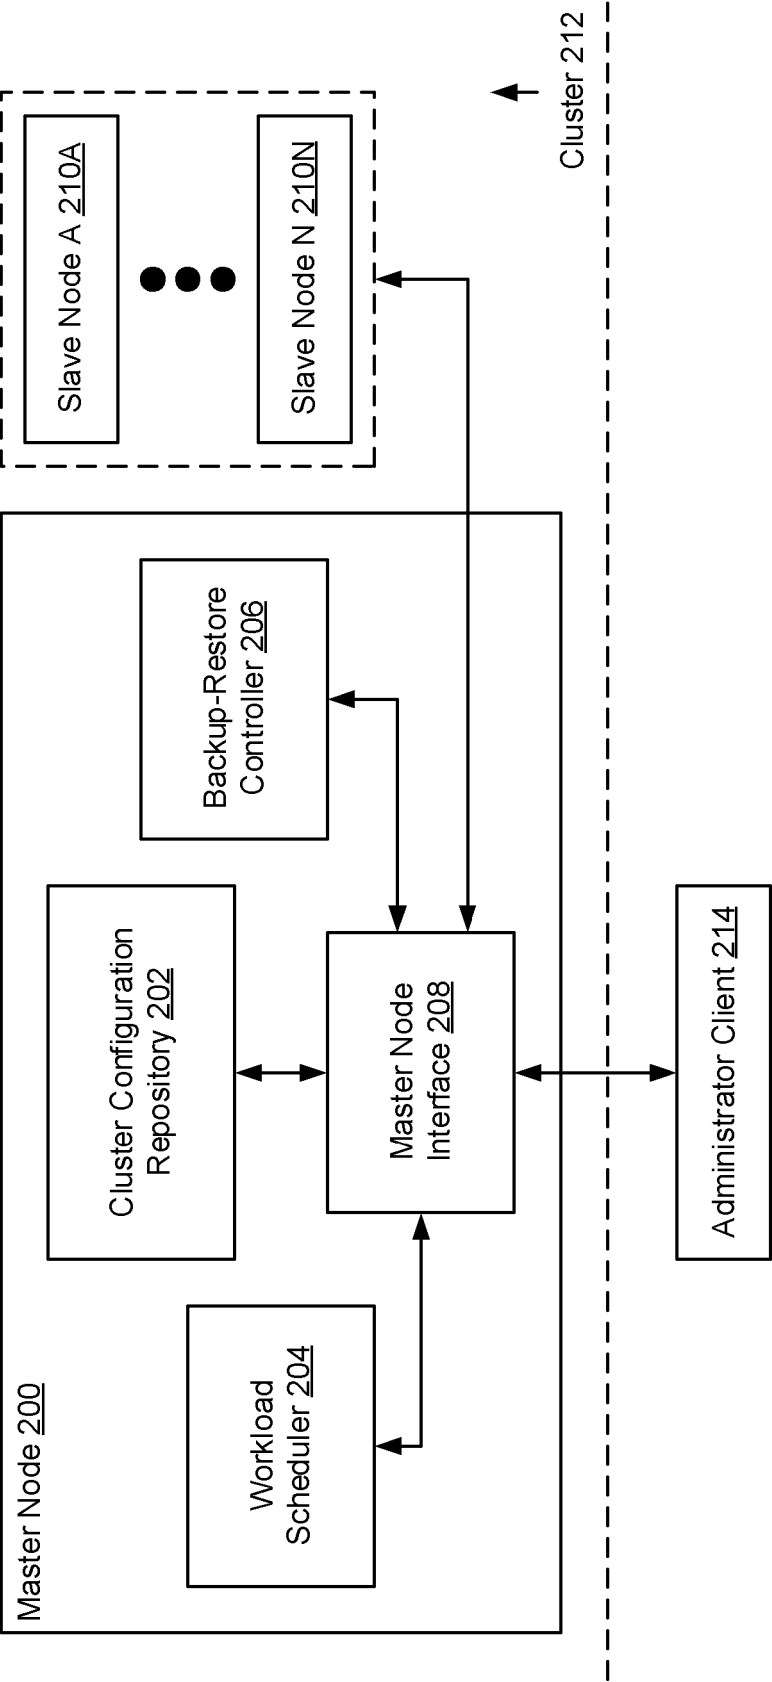 Master Node 200
Cluster Configuration
Repository 202
Workload
Scheduler 204
Backup-Restore
Controller 206
Master Node
Interface 208
Slave Node A 210A
Slave Node N 210N
Cluster 212
Administrator Client 214